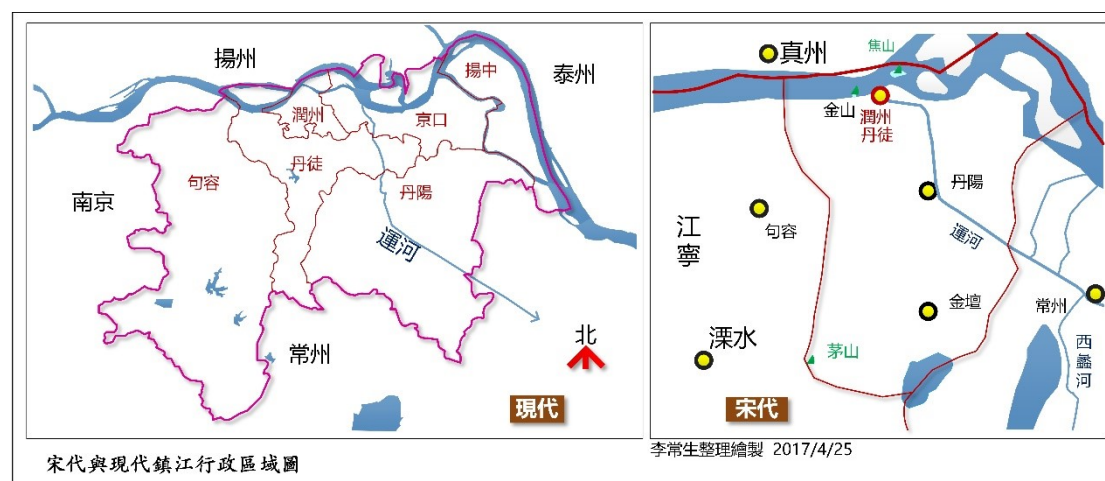 揚州
泰州
揚中
潤州
京口
丹徒
句容
丹陽
南京
運河
常州
北
現代
宋代與現代鎮江行政區域圖
真州
焦山
金山
潤州
丹徒
丹陽
江寧
句容
運河
金壇
常州
溧水
茅山
西蠡河
宋代
李常生整理繪製 2017/4/25